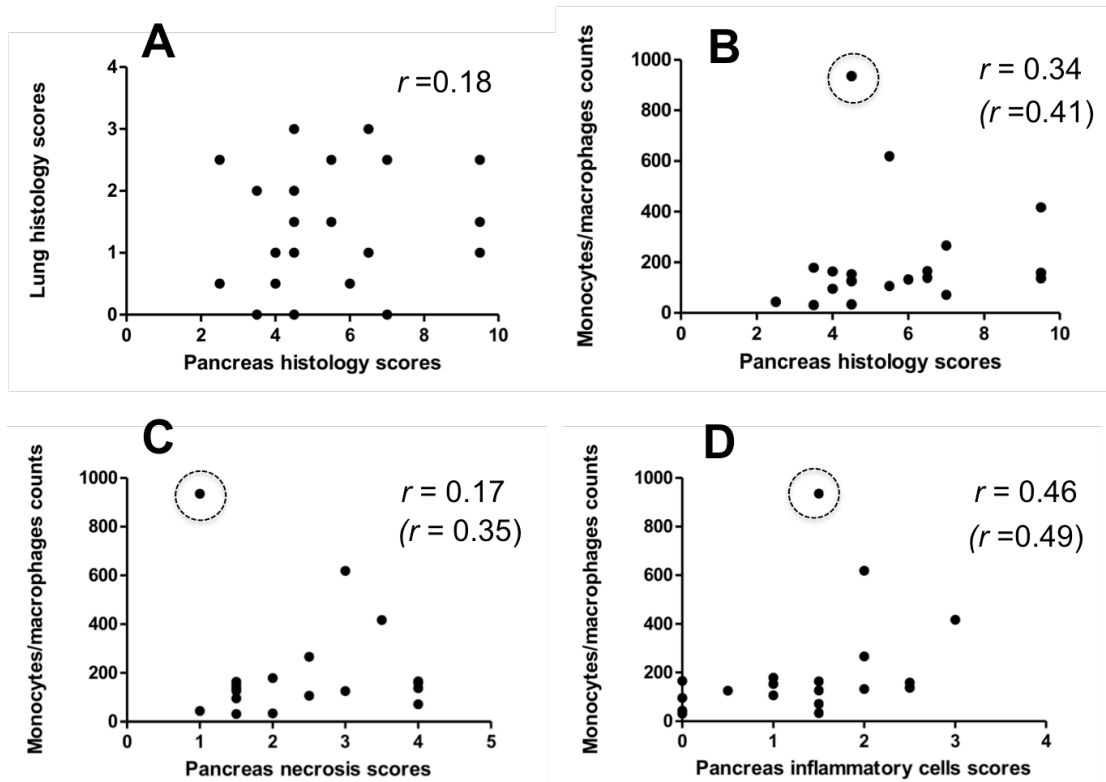 A
r =0.18
Lung histology scores
4
3
2
1
0
0 2 4 6 8 10
Pancreas histology scores
B
r = 0.34
(r =0.41)
Monocytes/macrophages counts
1000
800
600
400
200
0
0 2 4 6 8 10
Pancreas histology scores
C
r = 0.17
(r = 0.35)
Monocytes/macrophages counts
1000
800
600
400
200
0
0 1 2 3 4 5
Pancreas necrosis scores
D
r = 0.46
(r =0.49)
Monocytes/macrophages counts
1000
800
600
400
200
0
0 1 2 3 4
Pancreas inflammatory cells scores